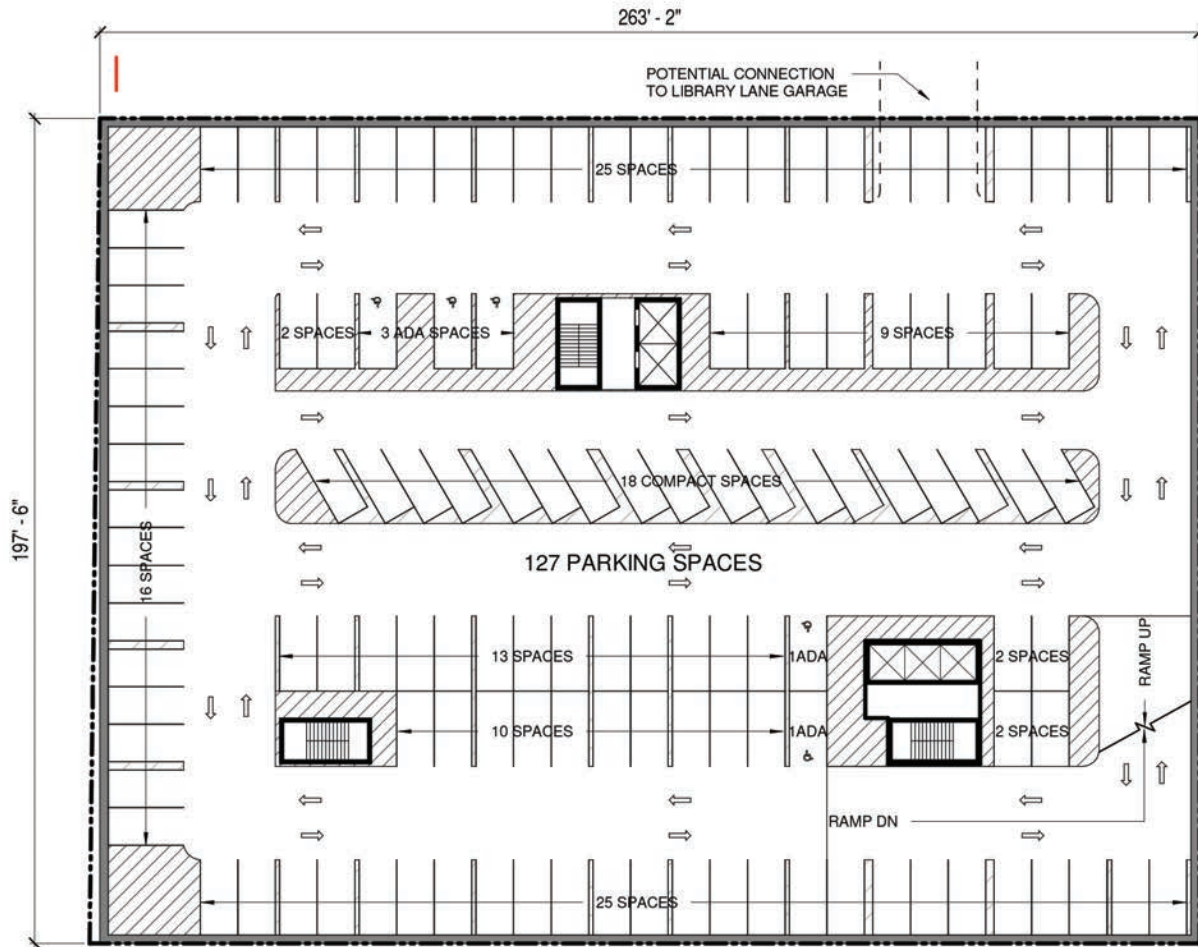 263' - 2"
POTENTIAL CONNECTION
TO LIBRARY LANE GARAGE
25 SPACES
2 SPACES
3 ADA SPACES
9 SPACES
18 COMPACT SPACES
197' - 6"
16 SPACES
127 PARKING SPACES
13 SPACES
1ADA
2 SPACES
RAMP UP
10 SPACES
1ADA
2 SPACES
RAMP DN
25 SPACES